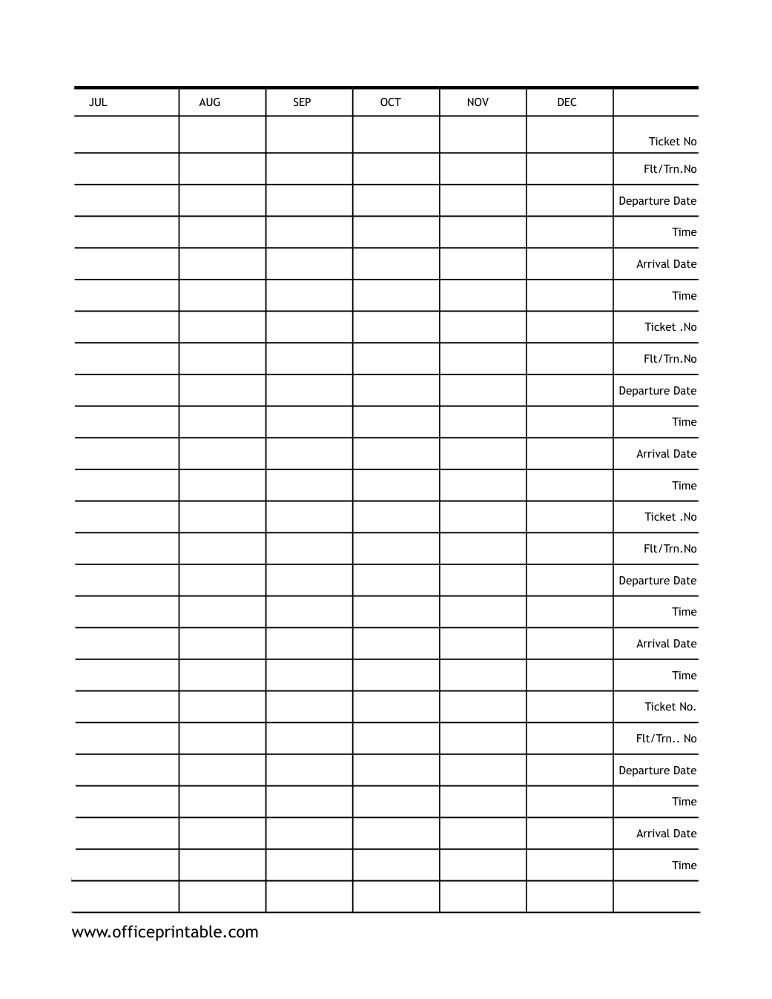 JUL AUG SEP OCT NOV DEC
Ticket No
Flt/Trn.No
Departure Date
Time
Arrival Date
Time
Ticket .No
Flt/Trn.No
Departure Date
Time
Arrival Date
Time
Ticket .No
Flt/Trn.No
Departure Date
Time
Arrival Date
Time
Ticket No.
Flt/Trn.. No
Departure Date
Time
Arrival Date
Time
www.officeprintable.com